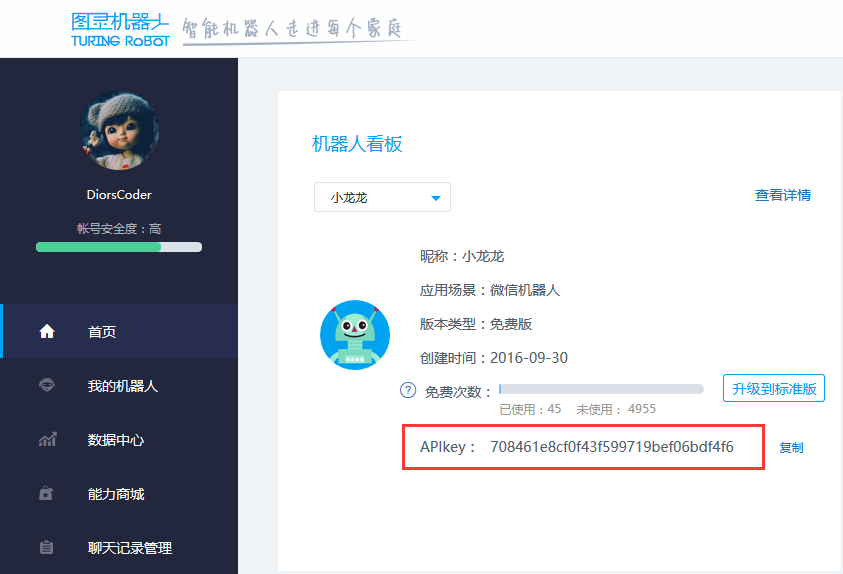 图灵机器人
TURING ROBOT
智能机器人走进每个家庭
DiorsCoder
帐号安全度：高
首页
我的机器人
数据中心
能力商城
聊天记录管理
机器人看板
小龙龙
查看详情
昵称：小龙龙
应用场景：微信机器人
版本类型：免费版
创建时间：2016-09-30
? 免费次数：
升级到标准版
已使用：45 未使用： 4955
APIkey： 708461e8cf0f43f599719bef06bdf4f6
复制